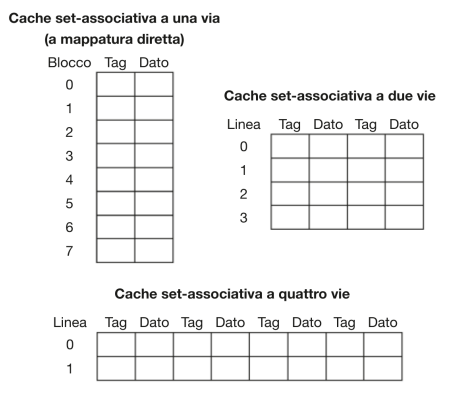 Cache set-associativa a una via
(a mappatura diretta)
Blocco Tag Dato
0
1
2
3
4
5
6
7
Cache set-associativa a due vie
Linea Tag Dato Tag Dato
0
1
2
3
Cache set-associativa a quattro vie
Linea Tag Dato Tag Dato Tag Dato Tag Dato
0
1